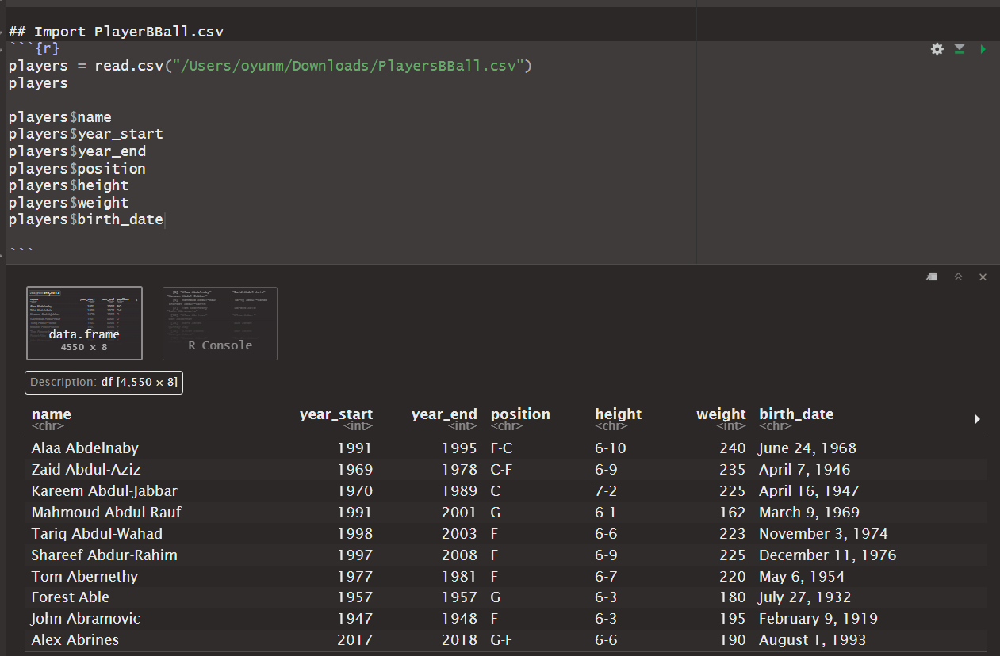 ## Import PlayerBBall.csv
```{r}
players = read.csv("/Users/oyunm/Downloads/PlayersBBall.csv")
players
players$name
players$year_start
players$year_end
players$position
players$height
players$weight
players$birth_date
```
data.frame
4550 x 8
R Console
Description: df [4,550 × 8]
name year_start year_end position height weight birth_date
<chr> <int> <int> <chr> <chr> <int> <chr>
Alaa Abdelnaby 1991 1995 F-C 6-10 240 June 24, 1968
Zaid Abdul-Aziz 1969 1978 C-F 6-9 235 April 7, 1946
Kareem Abdul-Jabbar 1970 1989 C 7-2 225 April 16, 1947
Mahmoud Abdul-Rauf 1991 2001 G 6-1 162 March 9, 1969
Tariq Abdul-Wahad 1998 2003 F 6-6 223 November 3, 1974
Shareef Abdur-Rahim 1997 2008 F 6-9 225 December 11, 1976
Tom Abernethy 1977 1981 F 6-7 220 May 6, 1954
Forest Able 1957 1957 G 6-3 180 July 27, 1932
John Abramovic 1947 1948 F 6-3 195 February 9, 1919
Alex Abrines 2017 2018 G-F 6-6 190 August 1, 1993